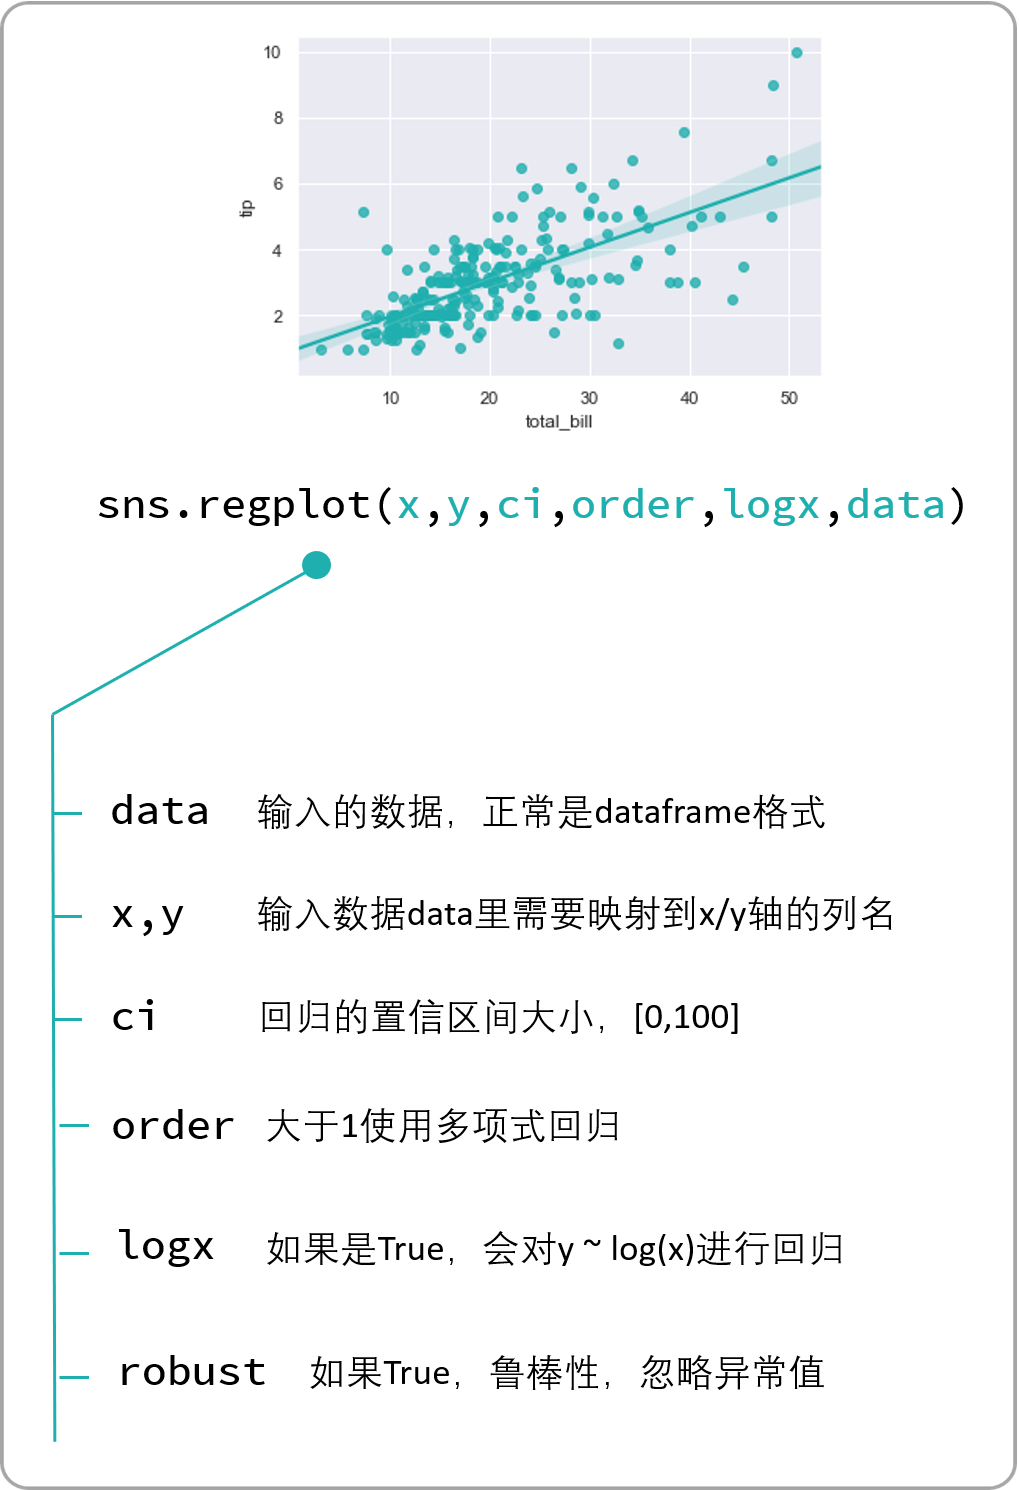 10
8
6
4
2
tip
10 20 30 40 50
total_bill
sns.regplot(x,y,ci,order,logx,data)
data 输入的数据，正常是dataframe格式
x,y 输入数据data里需要映射到x/y轴的列名
ci 回归的置信区间大小，[0,100]
order 大于1使用多项式回归
logx 如果是True，会对y ~ log(x)进行回归
robust 如果True，鲁棒性，忽略异常值